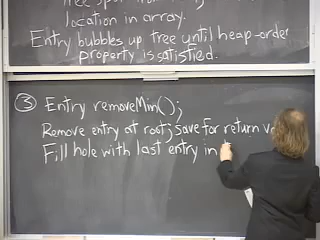 location in array.
Entry bubbles up tree until heap-order
property is satisfied.
③ Entry removeMin();
Remove entry at root; save for return v
Fill hole with last entry in t